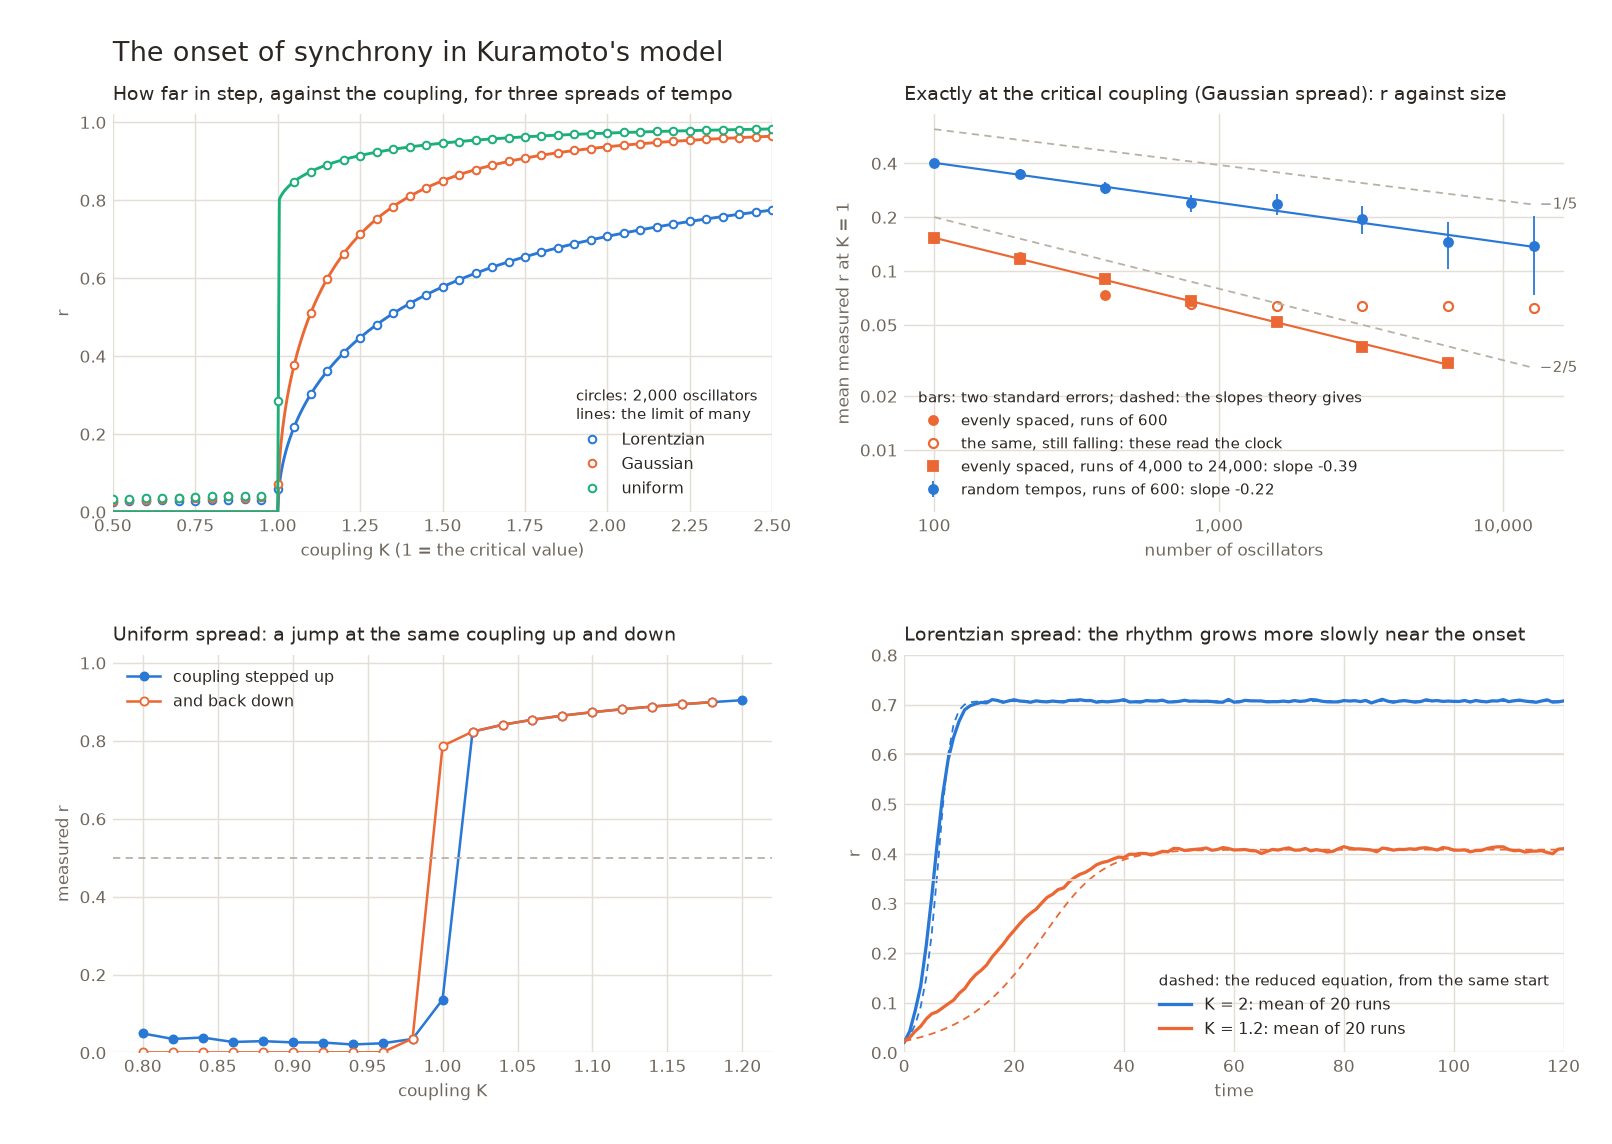 The onset of synchrony in Kuramoto's model
How far in step, against the coupling, for three spreads of tempo
1.0
0.8
0.6
0.4
0.2
0.0
r
circles: 2,000 oscillators
lines: the limit of many
Lorentzian
Gaussian
uniform
0.50 0.75 1.00 1.25 1.50 1.75 2.00 2.25 2.50
coupling K (1 = the critical value)
Exactly at the critical coupling (Gaussian spread): r against size
0.4
0.2
0.1
0.05
0.02
0.01
mean measured r at K = 1
−1/5
−2/5
bars: two standard errors; dashed: the slopes theory gives
evenly spaced, runs of 600
the same, still falling: these read the clock
evenly spaced, runs of 4,000 to 24,000: slope -0.39
random tempos, runs of 600: slope -0.22
100 1,000 10,000
number of oscillators
Uniform spread: a jump at the same coupling up and down
1.0
0.8
0.6
0.4
0.2
0.0
measured r
coupling stepped up
and back down
0.80 0.85 0.90 0.95 1.00 1.05 1.10 1.15 1.20
coupling K
Lorentzian spread: the rhythm grows more slowly near the onset
0.8
0.7
0.6
0.5
0.4
0.3
0.2
0.1
0.0
r
dashed: the reduced equation, from the same start
K = 2: mean of 20 runs
K = 1.2: mean of 20 runs
0 20 40 60 80 100 120
time